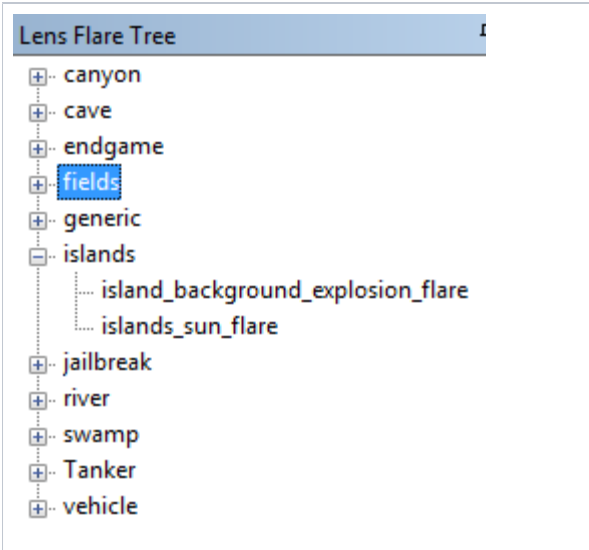 Lens Flare Tree
canyon
cave
endgame
fields
generic
islands
island_background_explosion_flare
islands_sun_flare
jailbreak
river
swamp
Tanker
vehicle